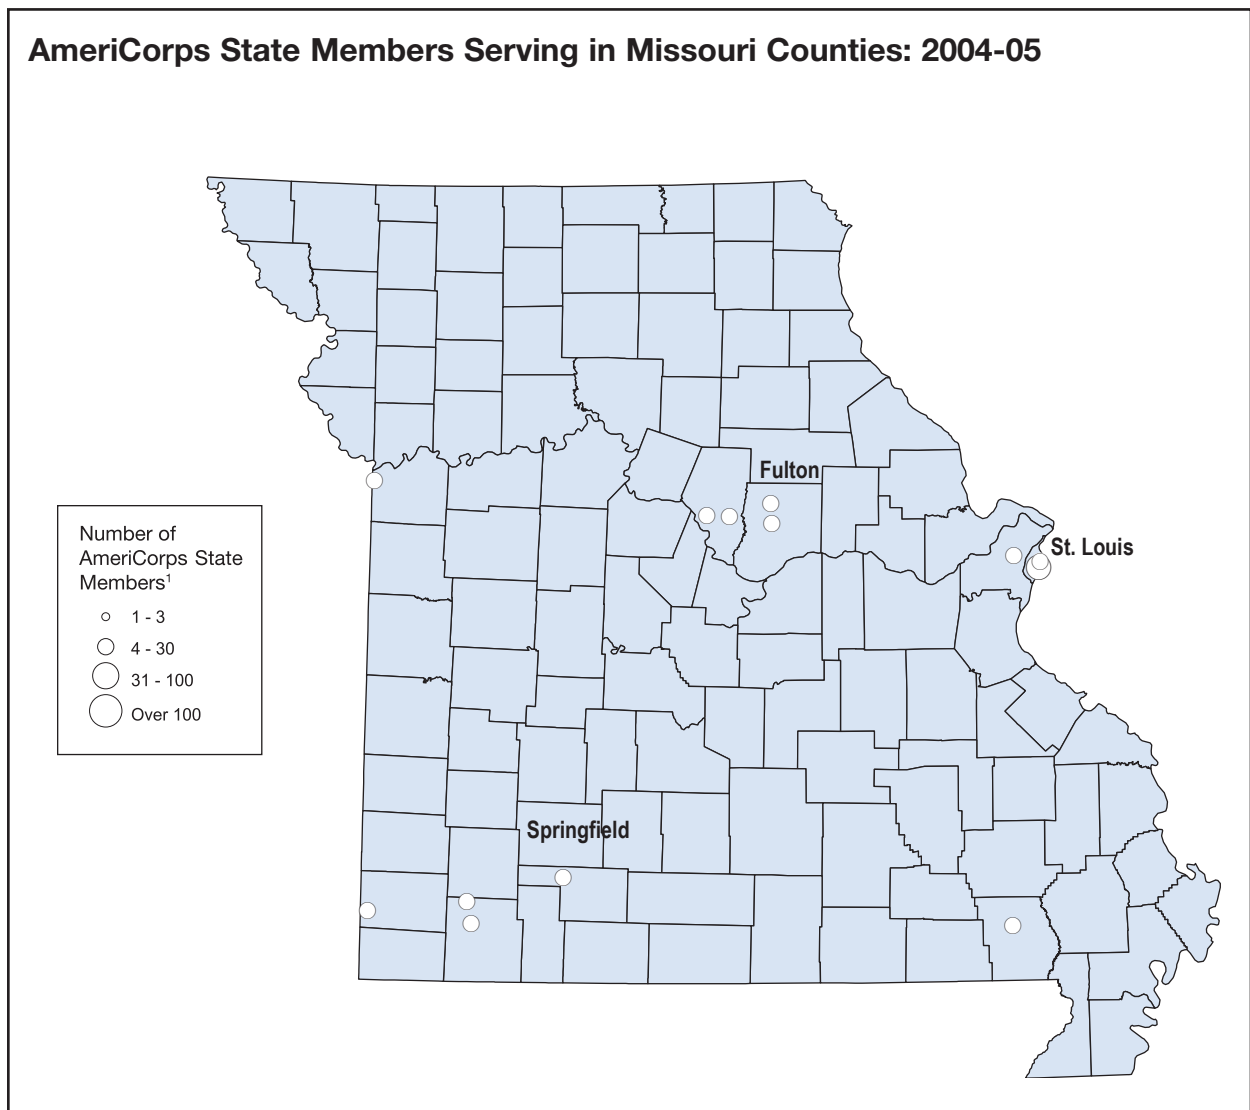 AmeriCorps State Members Serving in Missouri Counties: 2004-05
Fulton
St. Louis
Number of
AmeriCorps State
Members¹
1 - 3
4 - 30
31 - 100
Over 100
Springfield